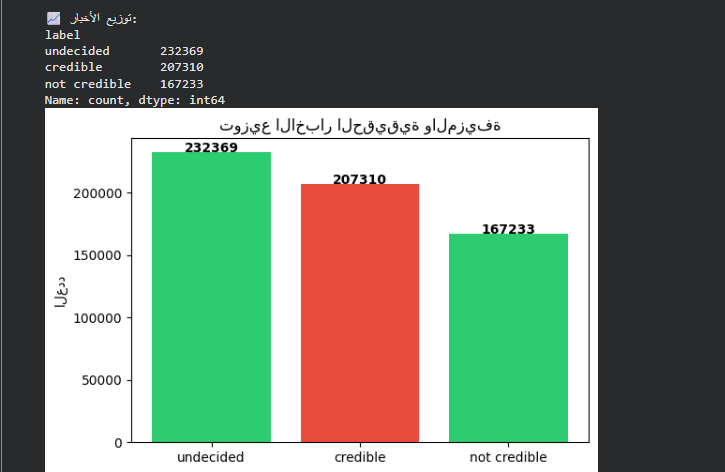 📈 توزيع الأخبار:
label
undecided 232369
credible 207310
not credible 167233
Name: count, dtype: int64
توزيع الاخبار الحقيقية والمزيفة
232369
207310
167233
العدد
200000
150000
100000
50000
0
undecided credible not credible